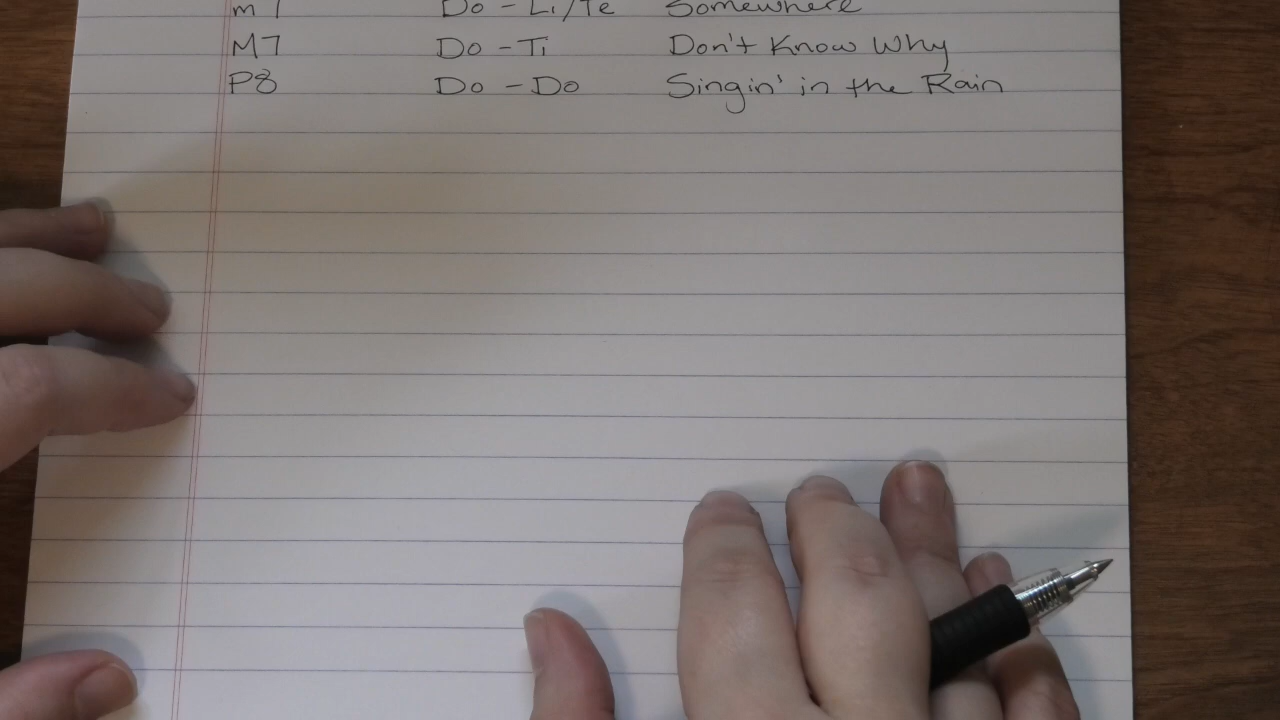 m7 Do - Li/Te Somewhere
M7 Do - Ti Don't Know Why
P8 Do - Do Singin' in the Rain